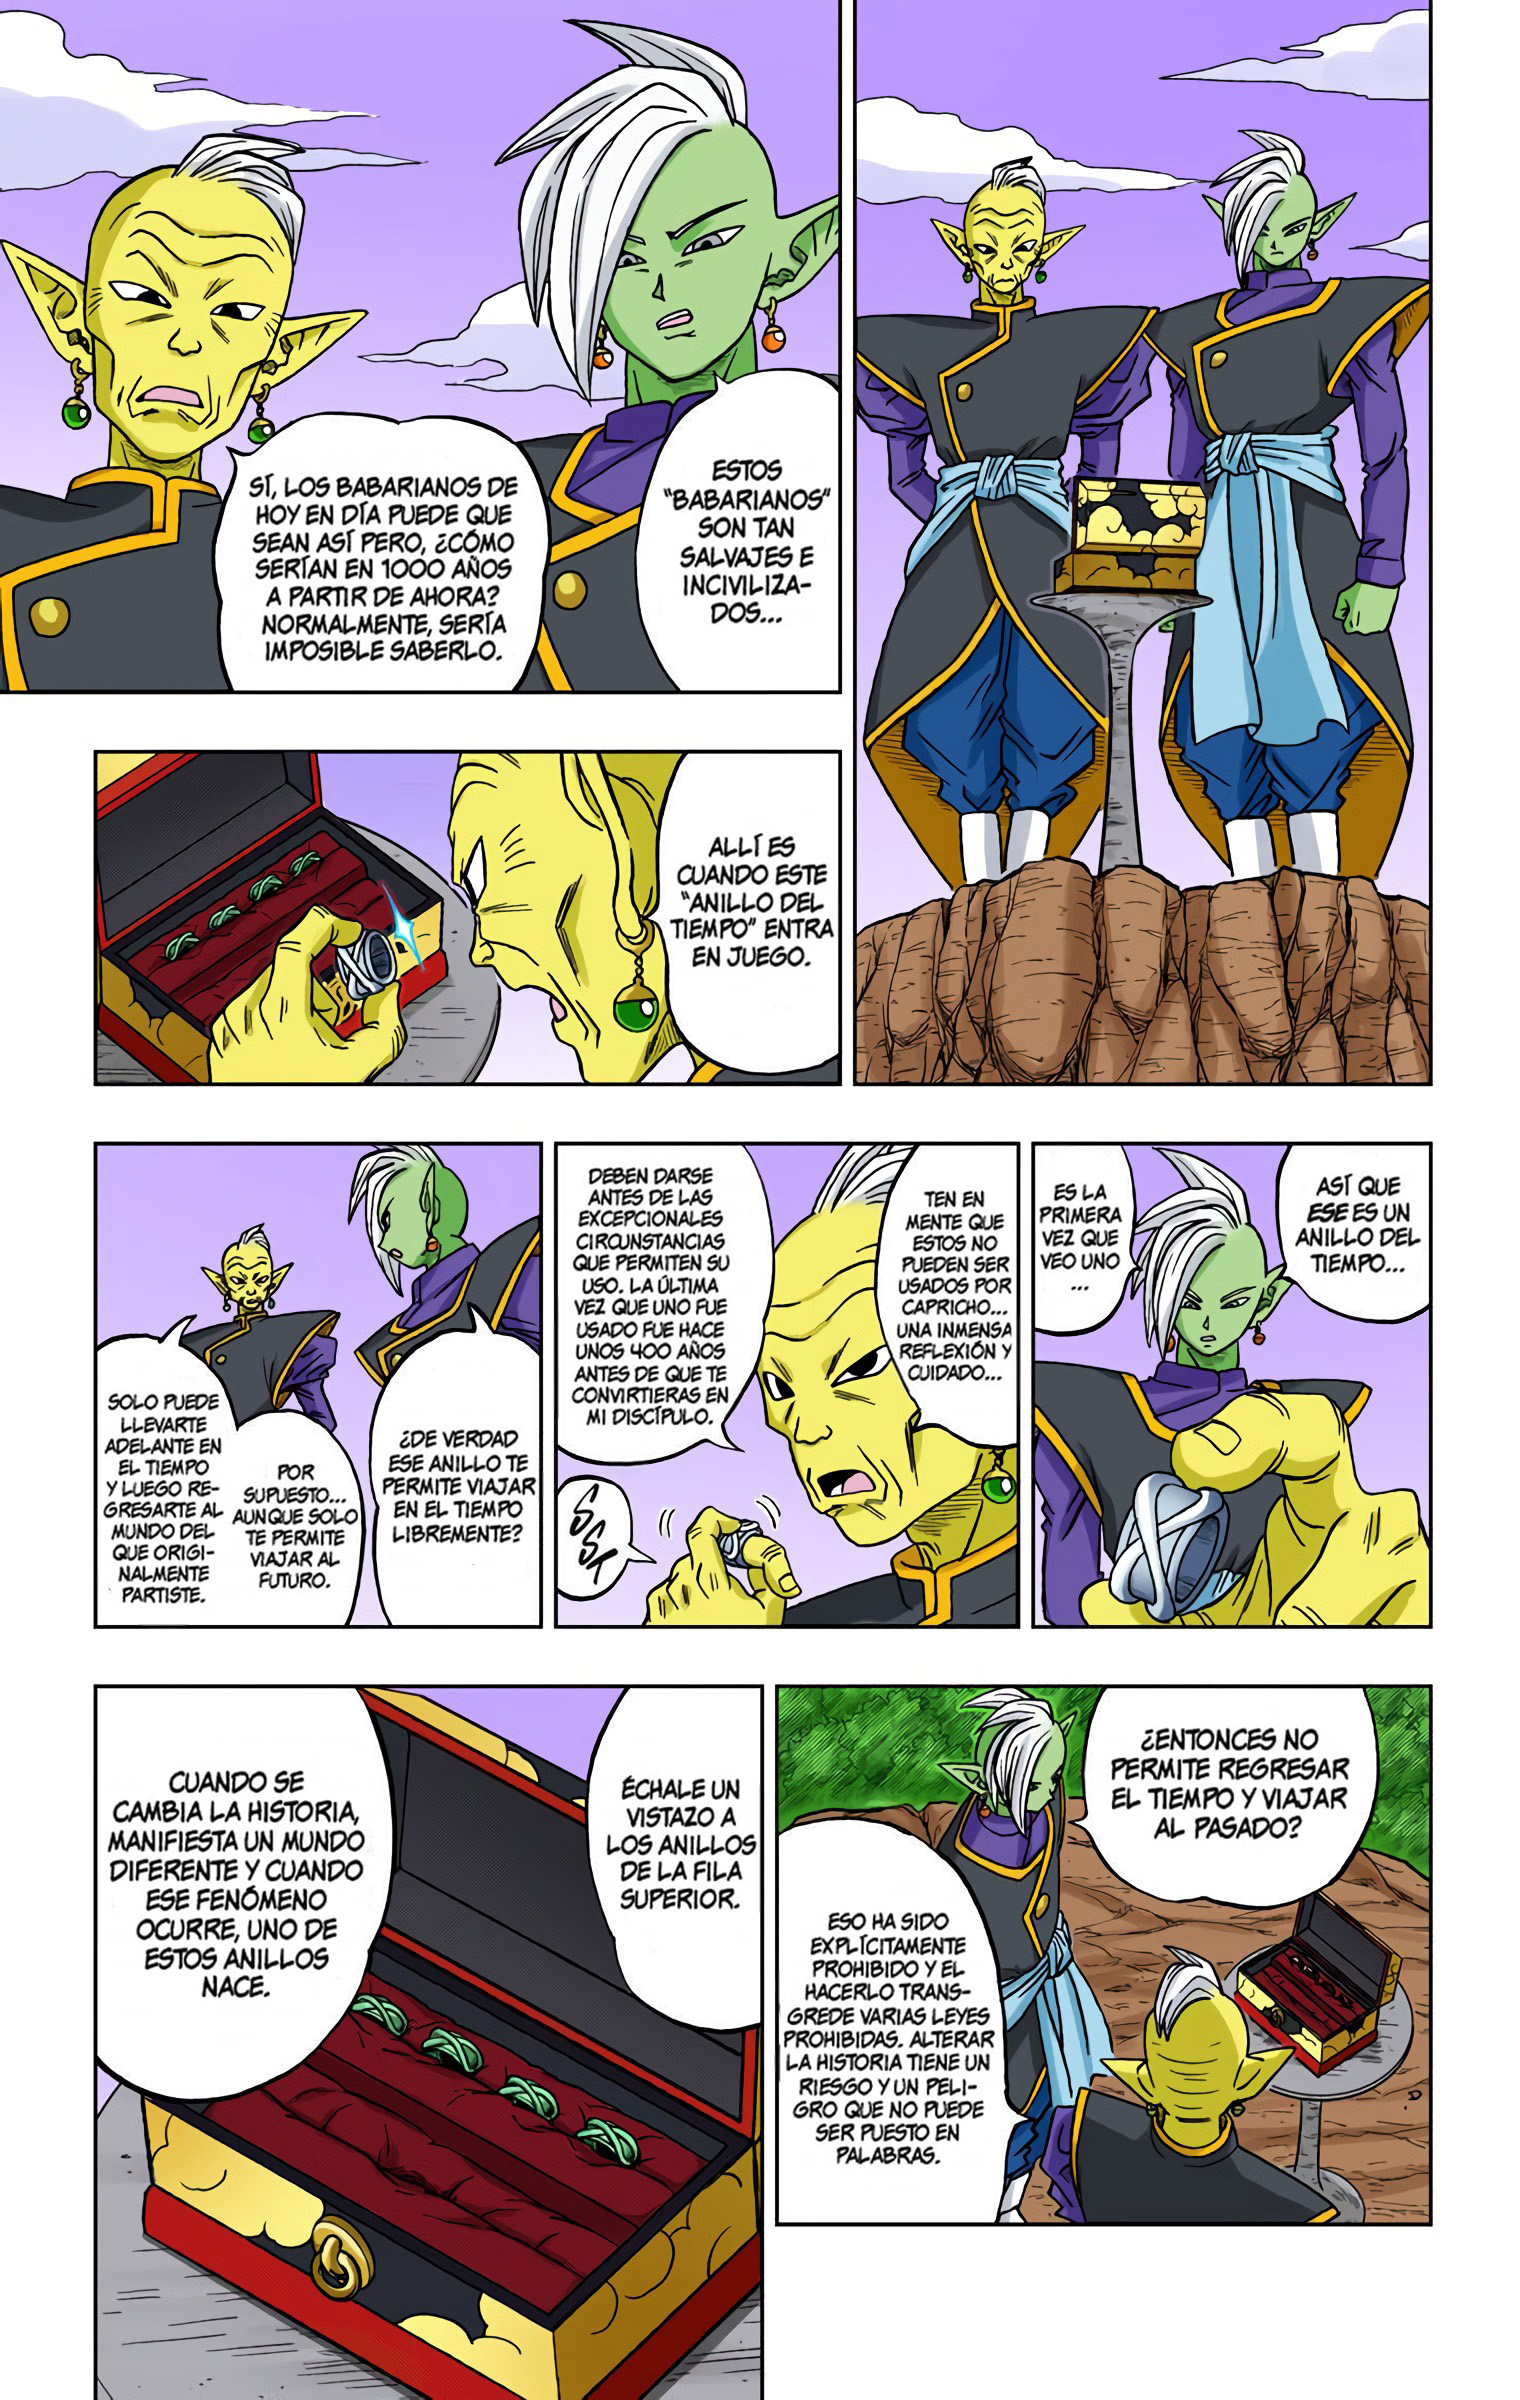 ESTOS
"BABARIANOS"
SON TAN
SALVAJES E
INCIVILIZA-
DOS...
SÍ, LOS BABARIANOS DE
HOY EN DÍA PUEDE QUE
SEAN ASÍ PERO, ¿CÓMO
SERÍAN EN 1000 AÑOS
A PARTIR DE AHORA?
NORMALMENTE, SERÍA
IMPOSIBLE SABERLO.
ALLÍ ES
CUANDO ESTE
"ANILLO DEL
TIEMPO" ENTRA
EN JUEGO.
ASÍ QUE
ESE ES UN
ANILLO DEL
TIEMPO...
ES LA
PRIMERA
VEZ QUE
VEO UNO
...
TEN EN
MENTE QUE
ESTOS NO
PUEDEN SER
USADOS POR
CAPRICHO...
UNA INMENSA
REFLEXIÓN Y
CUIDADO...
DEBEN DARSE
ANTES DE LAS
EXCEPCIONALES
CIRCUNSTANCIAS
QUE PERMITEN SU
USO. LA ÚLTIMA
VEZ QUE UNO FUE
USADO FUE HACE
UNOS 400 AÑOS
ANTES DE QUE TE
CONVIRTIERAS EN
MI DISCÍPULO.
SST
¿DE VERDAD
ESE ANILLO TE
PERMITE VIAJAR
EN EL TIEMPO
LIBREMENTE?
POR
SUPUESTO...
AUNQUE SOLO
TE PERMITE
VIAJAR AL
FUTURO.
SOLO PUEDE
LLEVARTE
ADELANTE EN
EL TIEMPO
Y LUEGO RE-
GRESARTE AL
MUNDO DEL
QUE ORIGI-
NALMENTE
PARTISTE.
¿ENTONCES NO
PERMITE REGRESAR
EL TIEMPO Y VIAJAR
AL PASADO?
ESO HA SIDO
EXPLÍCITAMENTE
PROHIBIDO Y EL
HACERLO TRANS-
GREDE VARIAS LEYES
PROHIBIDAS. ALTERAR
LA HISTORIA TIENE UN
RIESGO Y UN PELI-
GRO QUE NO PUEDE
SER PUESTO EN
PALABRAS.
ÉCHALE UN
VISTAZO A
LOS ANILLOS
DE LA FILA
SUPERIOR.
CUANDO SE
CAMBIA LA HISTORIA,
MANIFIESTA UN MUNDO
DIFERENTE Y CUANDO
ESE FENÓMENO
OCURRE, UNO DE
ESTOS ANILLOS
NACE.